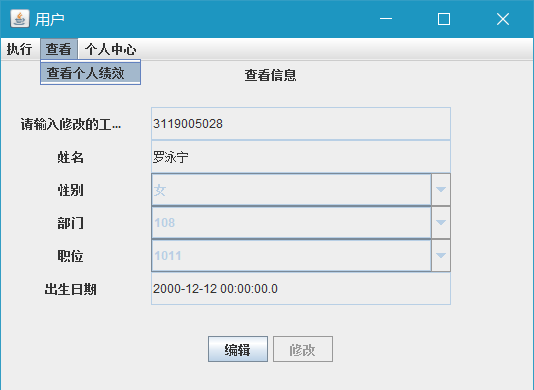 用户
执行 查看 个人中心
查看个人绩效
查看信息
请输入修改的工... 3119005028
姓名 罗泳宁
性别 女
部门 108
职位 1011
出生日期 2000-12-12 00:00:00.0
编辑 修改